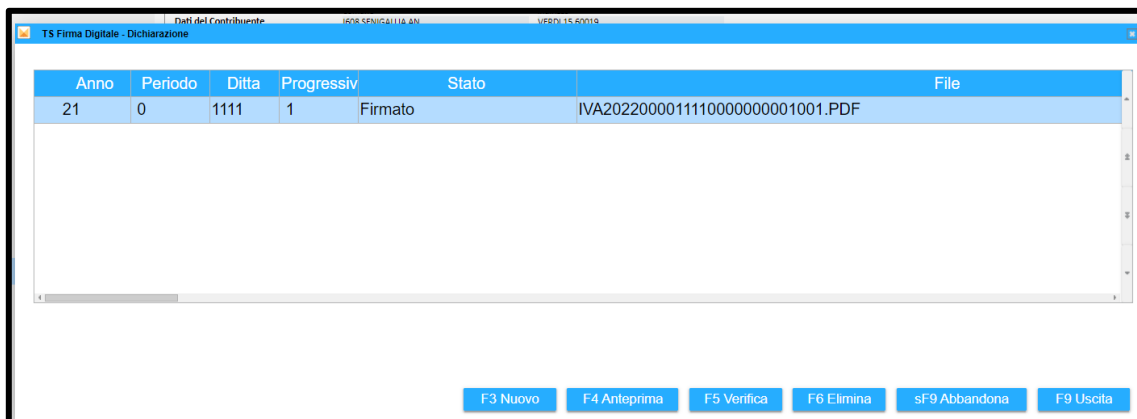 Dati del Contribuente I608 SENIGALLIA AN VERDI 15 60019
TS Firma Digitale - Dichiarazione
Anno Periodo Ditta Progressiv Stato File
21 0 1111 1 Firmato IVA2022000011110000000001001.PDF
F3 Nuovo F4 Anteprima F5 Verifica F6 Elimina sF9 Abbandona F9 Uscita